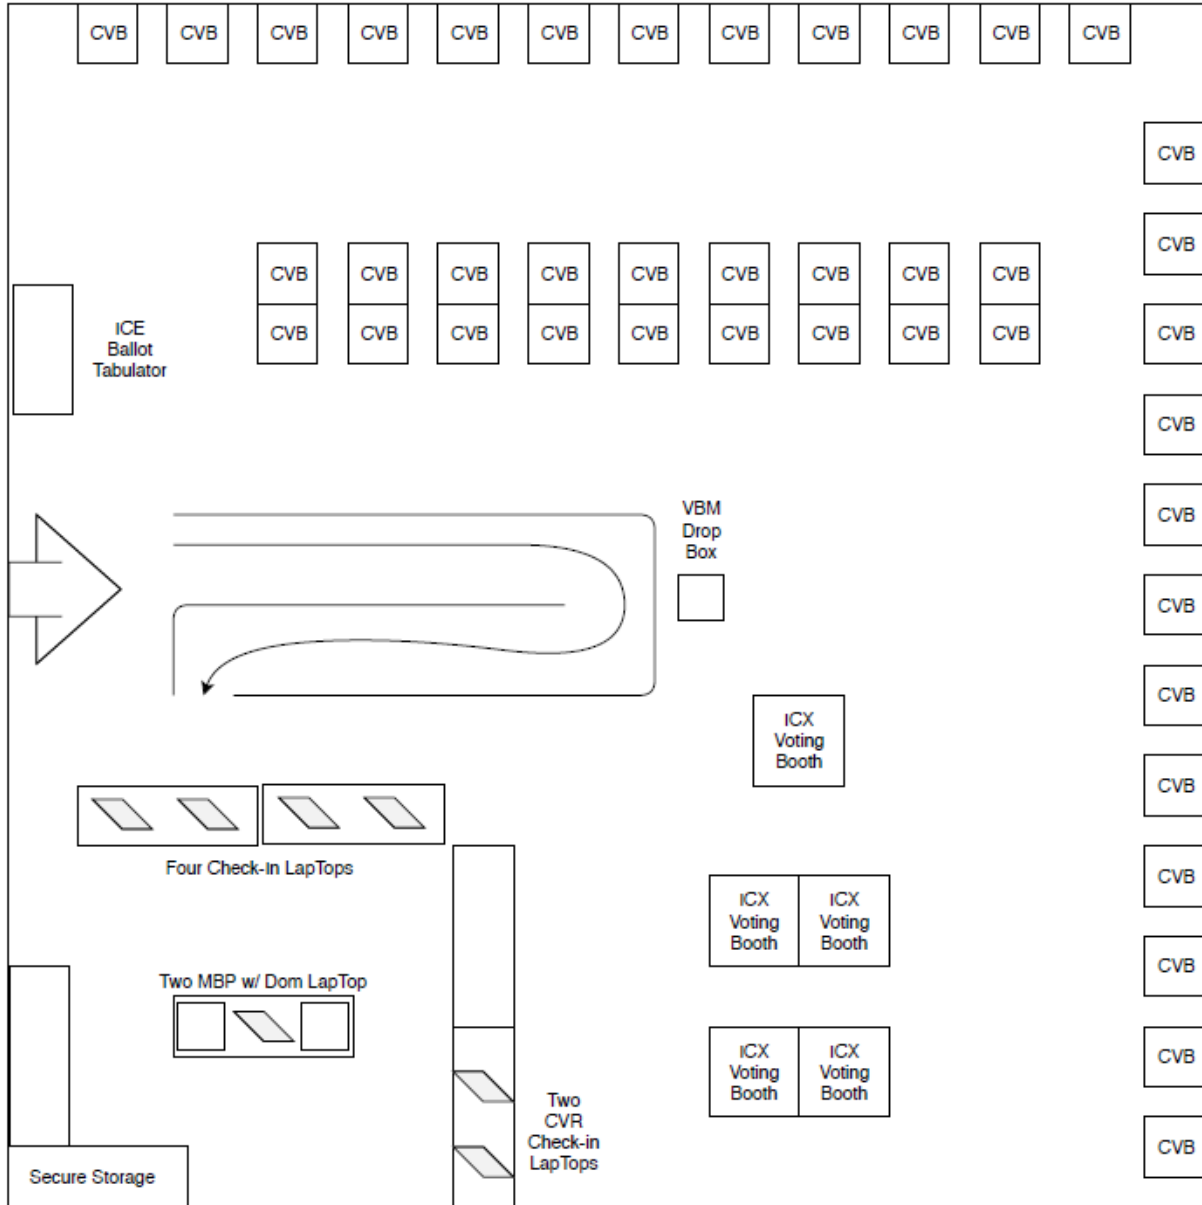 CVB CVB CVB CVB CVB CVB CVB CVB CVB CVB CVB CVB
CVB
CVB
CVB CVB CVB CVB CVB CVB CVB CVB CVB
CVB CVB CVB CVB CVB CVB CVB CVB CVB
CVB
ICE
Ballot
Tabulator
CVB
CVB
VBM
Drop
Box
CVB
CVB
ICX
Voting
Booth
CVB
Four Check-in LapTops
CVB
ICX
Voting
Booth
ICX
Voting
Booth
CVB
Two MBP w/ Dom LapTop
ICX
Voting
Booth
ICX
Voting
Booth
CVB
Two
CVR
Check-in
LapTops
CVB
Secure Storage
CVB